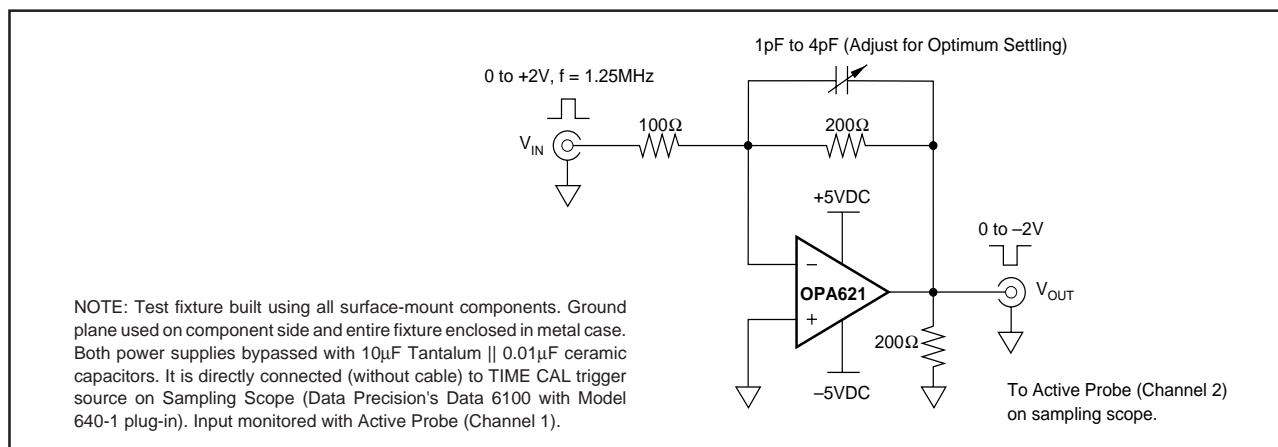 1pF to 4pF (Adjust for Optimum Settling)
0 to +2V, f = 1.25MHz
100Ω
200Ω
VIN
+5VDC
0 to –2V
–
OPA621
VOUT
+
200Ω
–5VDC
To Active Probe (Channel 2)
on sampling scope.
NOTE: Test fixture built using all surface-mount components. Ground
plane used on component side and entire fixture enclosed in metal case.
Both power supplies bypassed with 10µF Tantalum || 0.01µF ceramic
capacitors. It is directly connected (without cable) to TIME CAL trigger
source on Sampling Scope (Data Precision's Data 6100 with Model
640-1 plug-in). Input monitored with Active Probe (Channel 1).